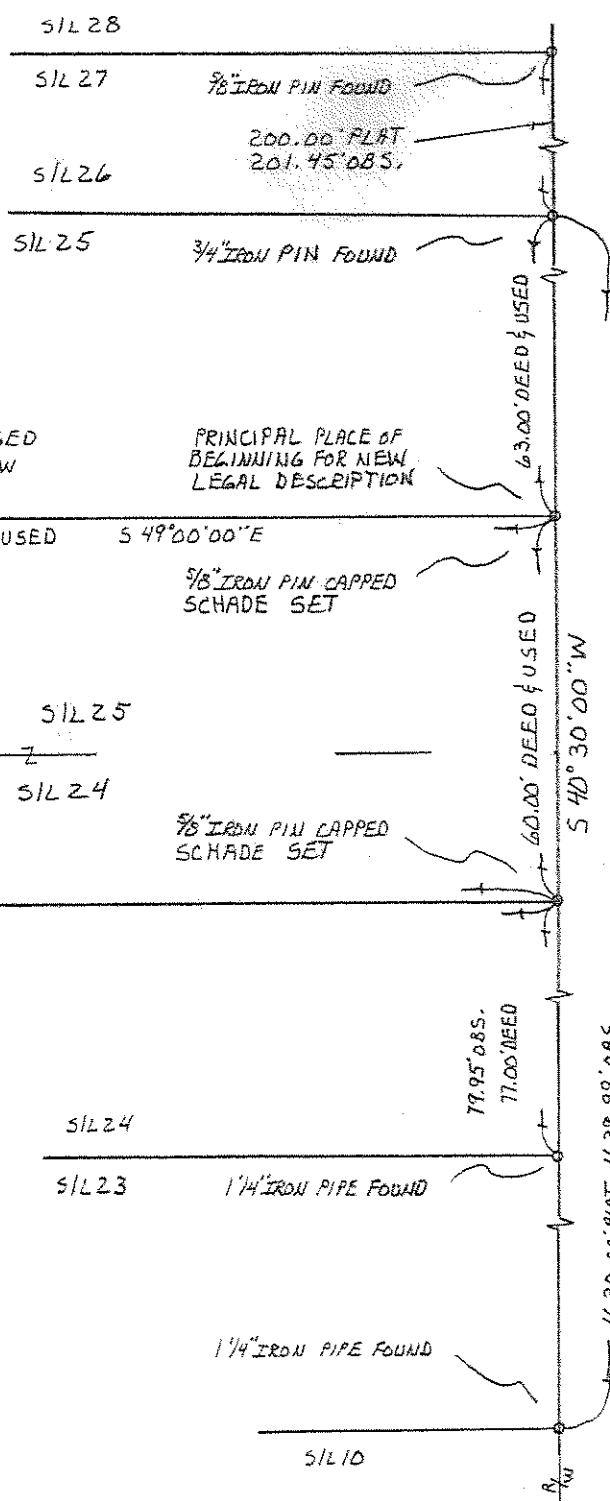 S/L 28
S/L 27
5/8" IRON PIN FOUND
200.00' PLAT
201.45' OBS.
S/L 26
S/L 25
3/4" IRON PIN FOUND
63.00' DEED & USED
PRINCIPAL PLACE OF
BEGINNING FOR NEW
LEGAL DESCRIPTION
USED
S 49°00'00" E
5/8" IRON PIN CAPPED
SCHADE SET
60.00' DEED & USED
S 40° 30' 00" W
S/L 25
S/L 24
5/8" IRON PIN CAPPED
SCHADE SET
79.95' OBS.
77.00' DEED
S/L 24
S/L 23
1 1/4" IRON PIPE FOUND
1 1/4" IRON PIPE FOUND
S/L 10
R/W